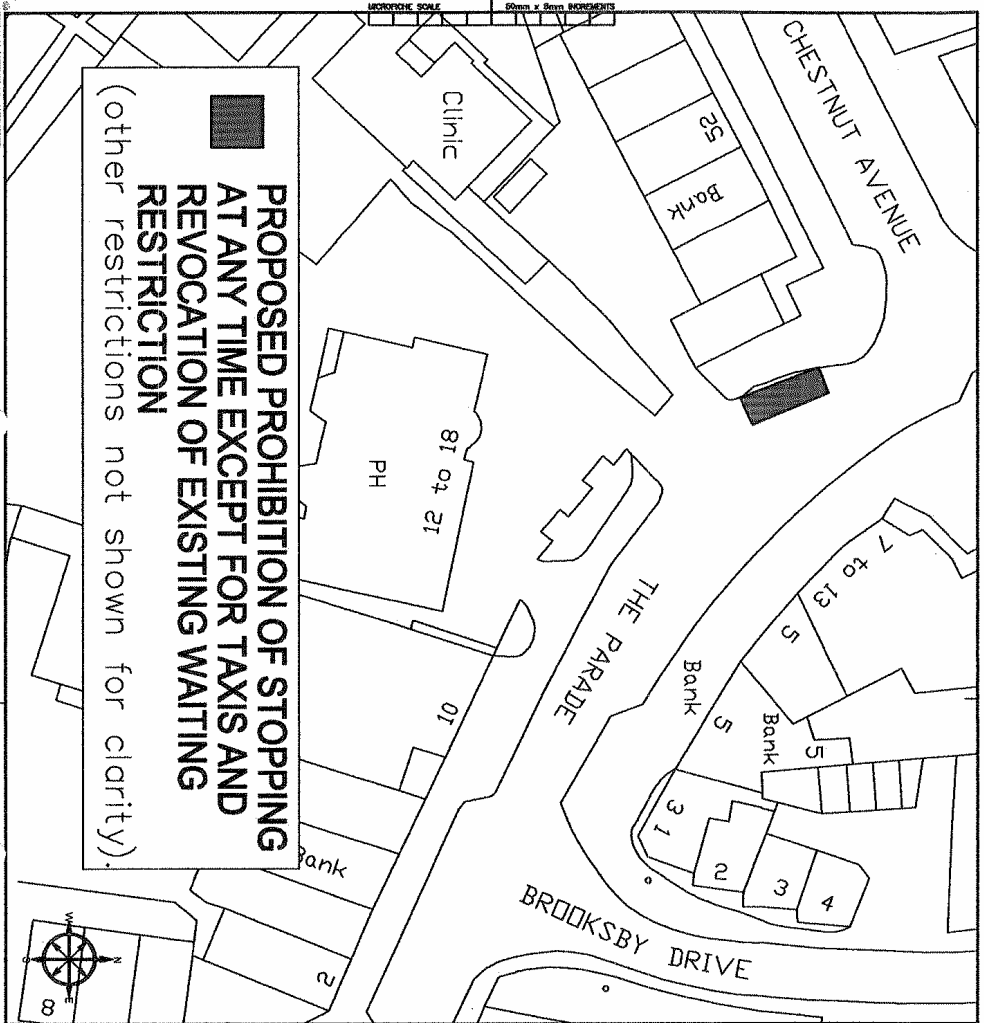 MICROFICHE SCALE
50mm x 8mm INCREMENTS
CHESTNUT AVENUE
Clinic
52
Bank
PROPOSED PROHIBITION OF STOPPING
AT ANY TIME EXCEPT FOR TAXIS AND
REVOCATION OF EXISTING WAITING
RESTRICTION
(other restrictions not shown for clarity).
PH
12 to 18
THE PARADE
7 to 13
5
Bank
5
Bank
5
10
3
1
2
3
4
Bank
BROOKSBY DRIVE
2
8
N
E
W